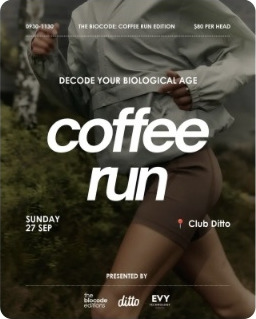 0930-1130 THE BIOCODE: COFFEE RUN EDITION $80 PER HEAD
DECODE YOUR BIOLOGICAL AGE
coffee
run
SUNDAY
27 SEP
Club Ditto
PRESENTED BY
the
biocode
editions
ditto
EVY